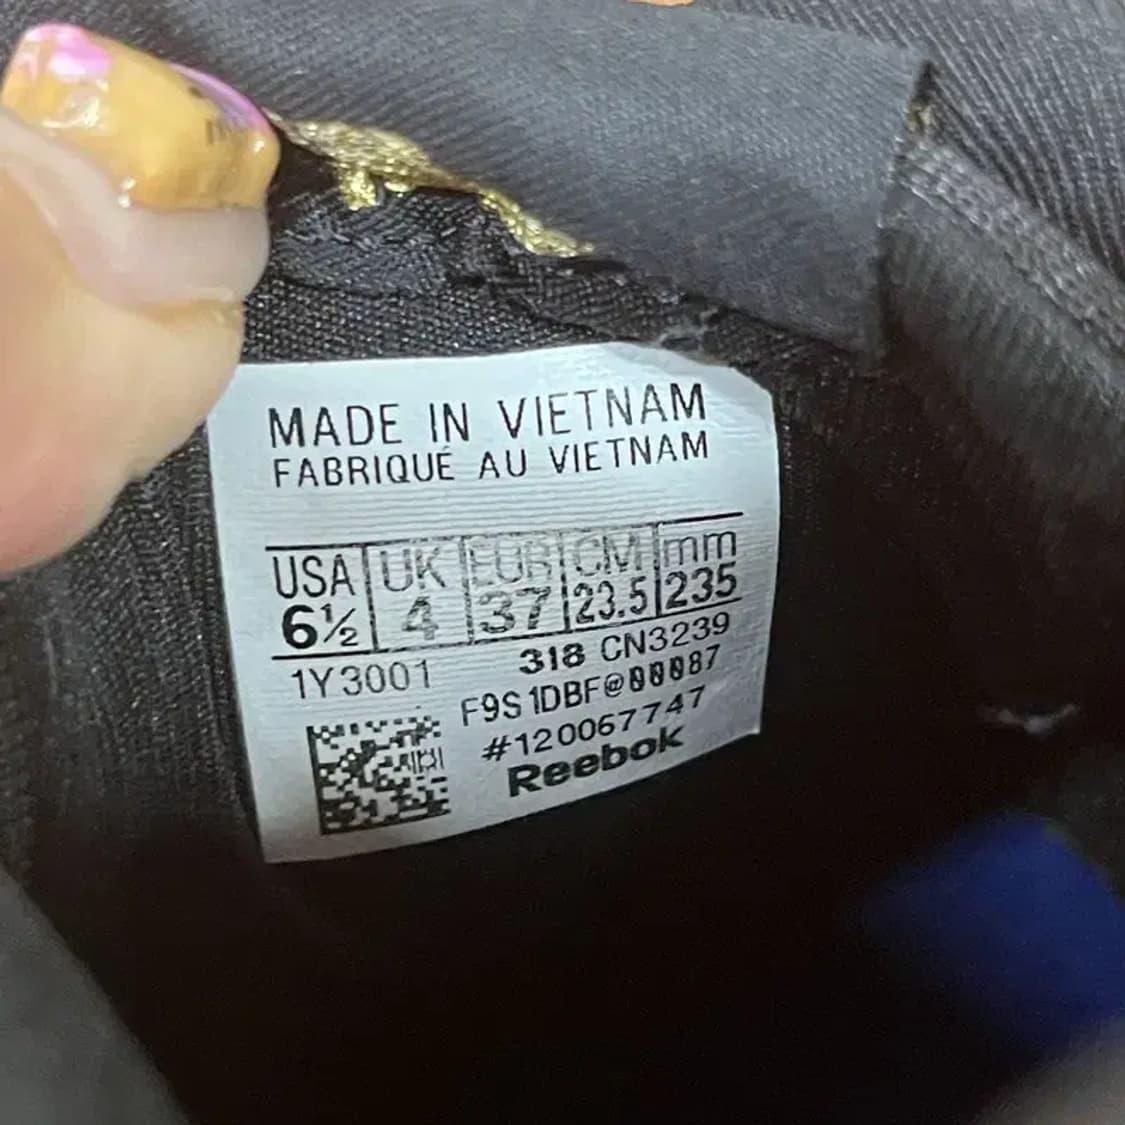 MADE IN VIETNAM
FABRIQUÉ AU VIETNAM
USA UK EUR CM mm
6½ 4 37 23.5 235
1Y3001 318 CN3239
F9S1DBF@00087
#120067747
Reebok